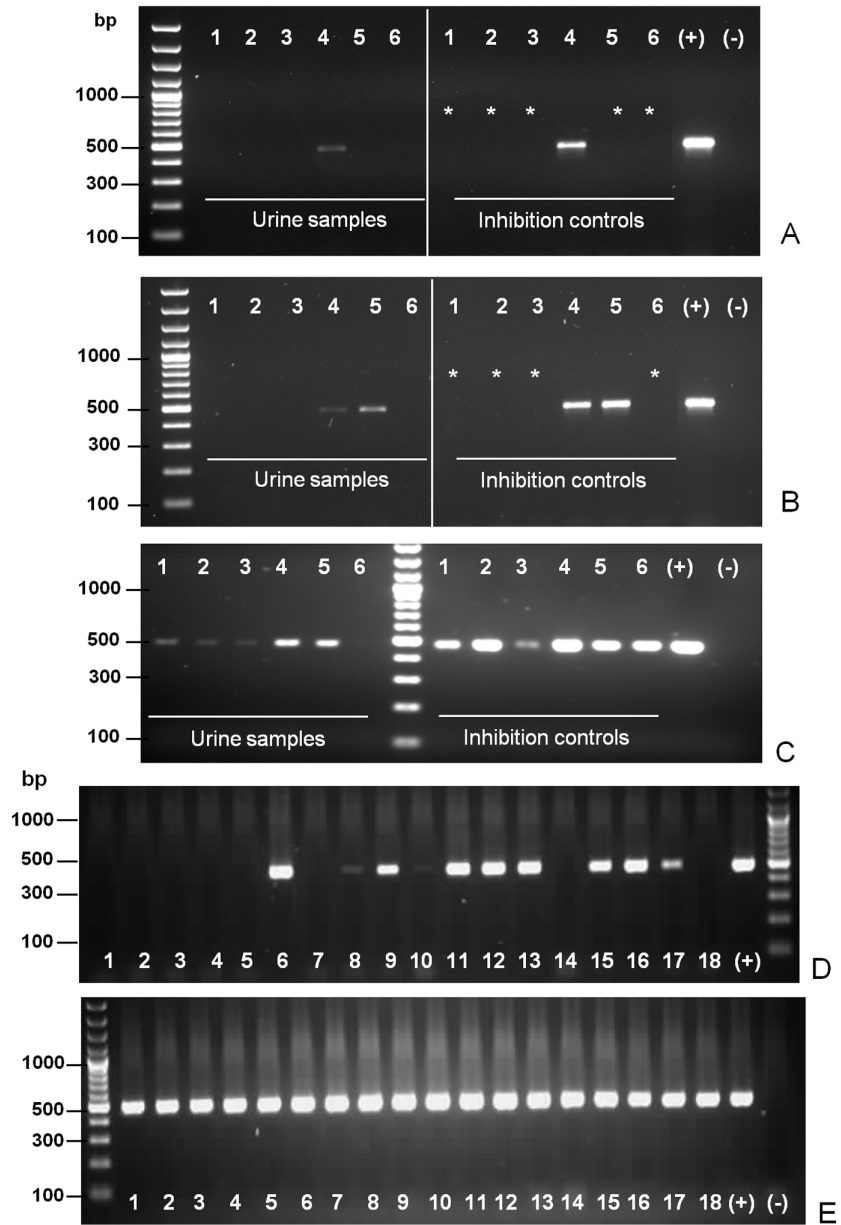 bp
1 2 3 4 5 6 1 2 3 4 5 6 (+) (-)
1000
* * * * *
500
300
Urine samples Inhibition controls
100
A
1 2 3 4 5 6 1 2 3 4 5 6 (+) (-)
1000
* * * *
500
300
Urine samples Inhibition controls
100
B
1 2 3 4 5 6 1 2 3 4 5 6 (+) (-)
1000
500
300
100
Urine samples Inhibition controls
C
bp
1000
500
300
100
1 2 3 4 5 6 7 8 9 10 11 12 13 14 15 16 17 18 (+)
D
1000
500
300
100
1 2 3 4 5 6 7 8 9 10 11 12 13 14 15 16 17 18 (+) (-)
E